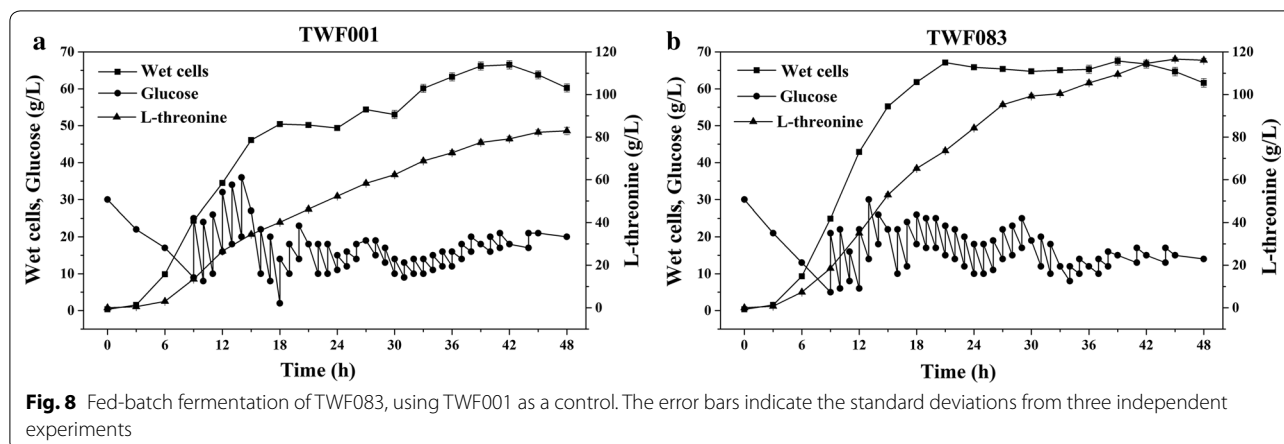 a
TWF001
Wet cells
Glucose
L-threonine
Wet cells, Glucose (g/L)
70
60
50
40
30
20
10
0
120
100
80
60
40
20
0
L-threonine (g/L)
0 6 12 18 24 30 36 42 48
Time (h)
b
TWF083
Wet cells
Glucose
L-threonine
Wet cells, Glucose (g/L)
70
60
50
40
30
20
10
0
120
100
80
60
40
20
0
L-threonine (g/L)
0 6 12 18 24 30 36 42 48
Time (h)
Fig. 8 Fed-batch fermentation of TWF083, using TWF001 as a control. The error bars indicate the standard deviations from three independent
experiments